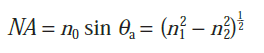 NA = n₀ sin θₐ = (n₁² – n₂²)^½